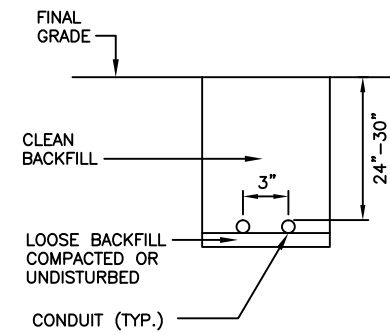 FINAL
GRADE
CLEAN
BACKFILL
3"
24"-30"
LOOSE BACKFILL
COMPACTED OR
UNDISTURBED
CONDUIT (TYP.)